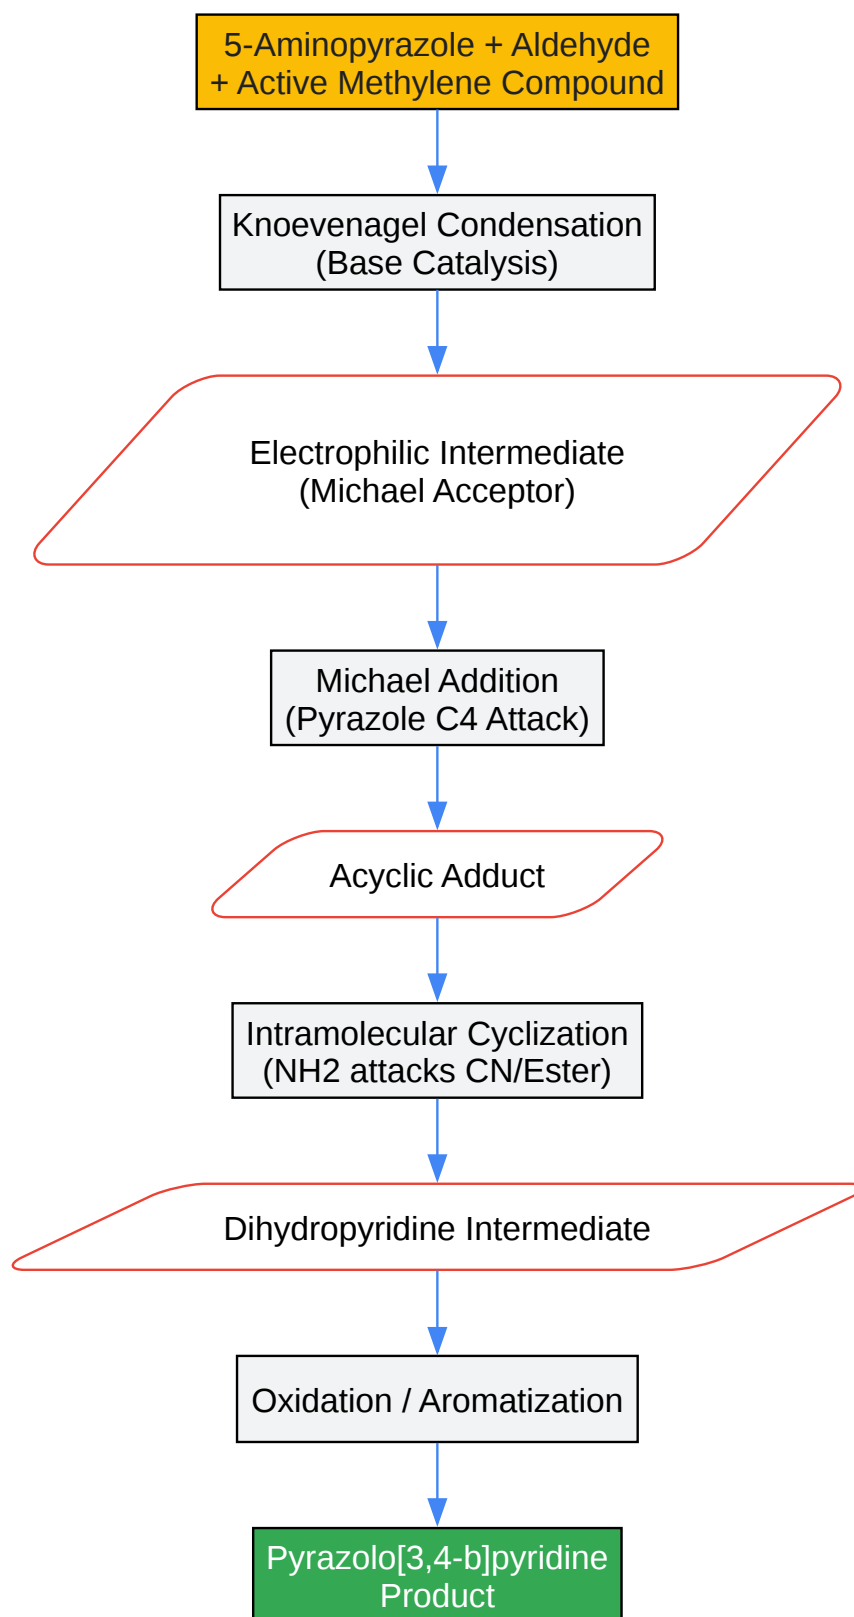 5-Aminopyrazole + Aldehyde
+ Active Methylene Compound
Knoevenagel Condensation
(Base Catalysis)
Electrophilic Intermediate
(Michael Acceptor)
Michael Addition
(Pyrazole C4 Attack)
Acyclic Adduct
Intramolecular Cyclization
(NH2 attacks CN/Ester)
Dihydropyridine Intermediate
Oxidation / Aromatization
Pyrazolo[3,4-b]pyridine
Product